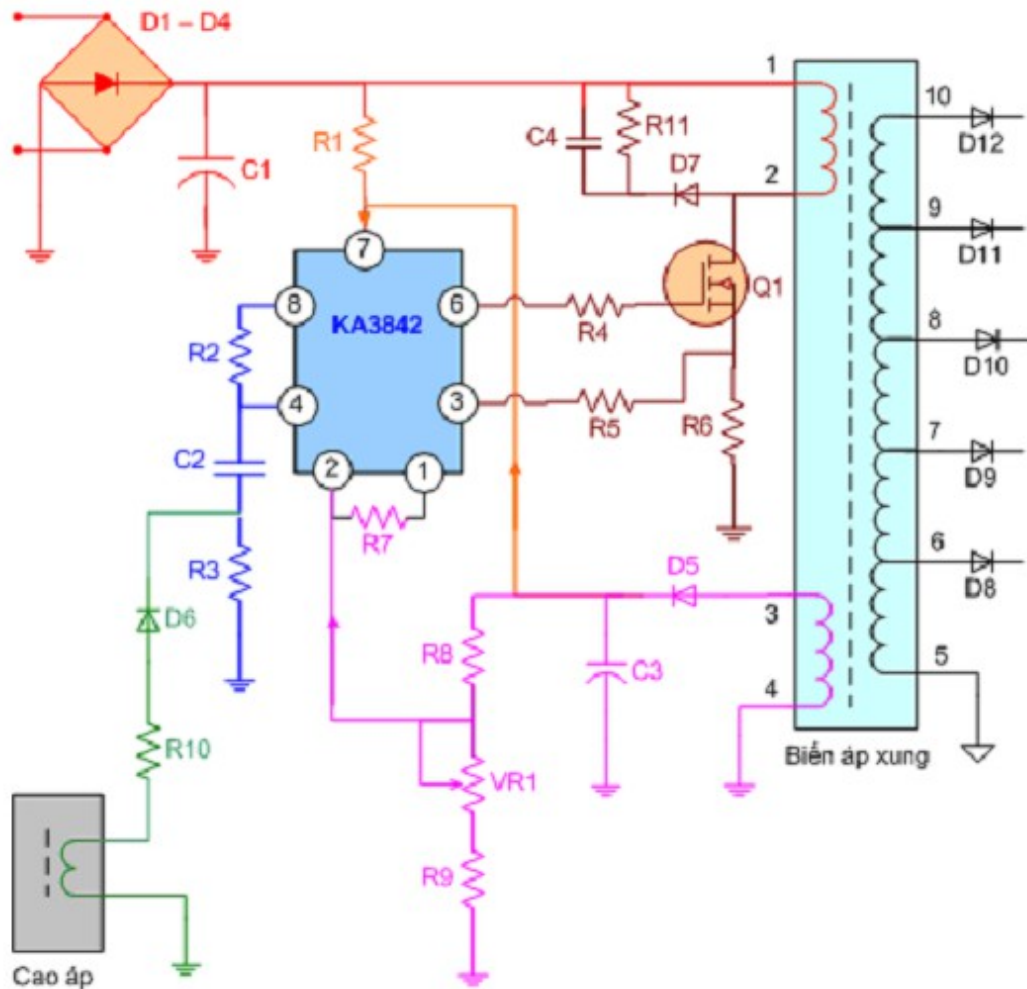 D1 – D4
1
10
D12
R1
C4
R11
C1
D7
2
9
D11
7
8
6
Q1
KA3842
R4
8
R2
D10
4
3
R5
R6
7
C2
2
1
D9
R7
6
R3
D5
D8
3
D6
R8
5
C3
4
R10
Biến áp xung
VR1
R9
Cao áp